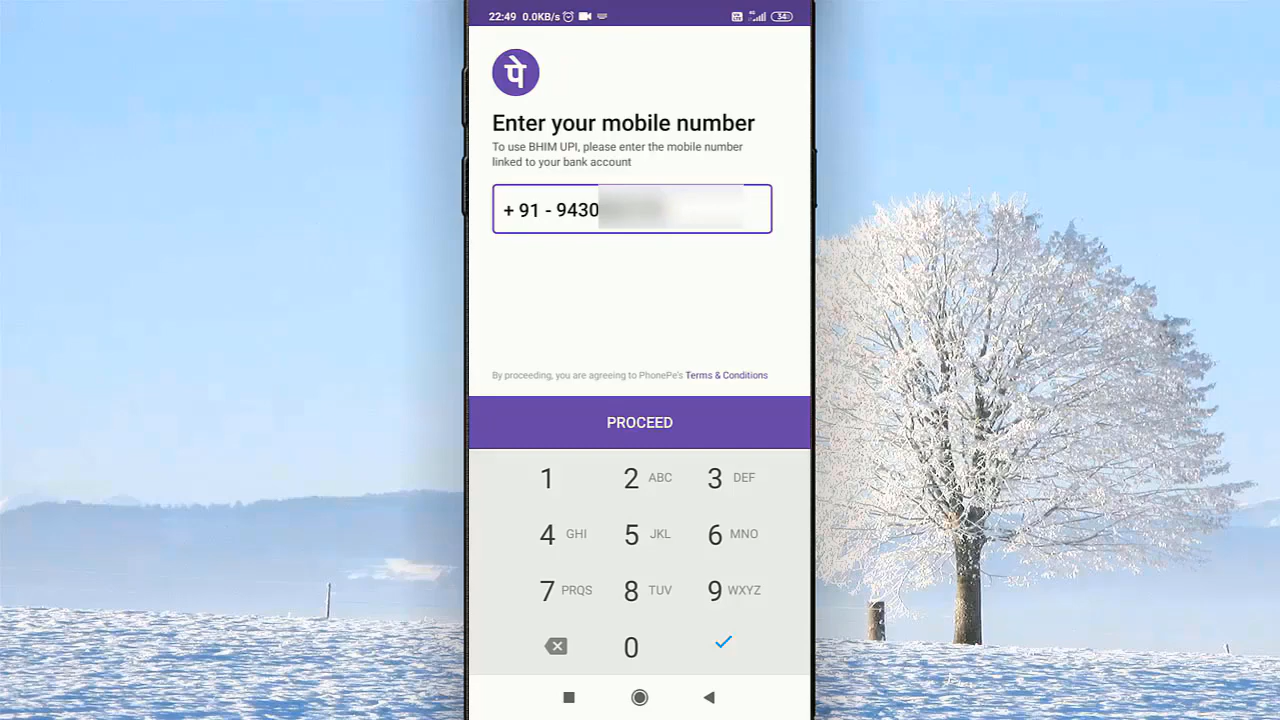 22:49 0.0KB/s 34
पे
Enter your mobile number
To use BHIM UPI, please enter the mobile number
linked to your bank account
+ 91 - 9430
By proceeding, you are agreeing to PhonePe's Terms & Conditions
PROCEED
1 2 ABC 3 DEF
4 GHI 5 JKL 6 MNO
7 PRQS 8 TUV 9 WXYZ
0